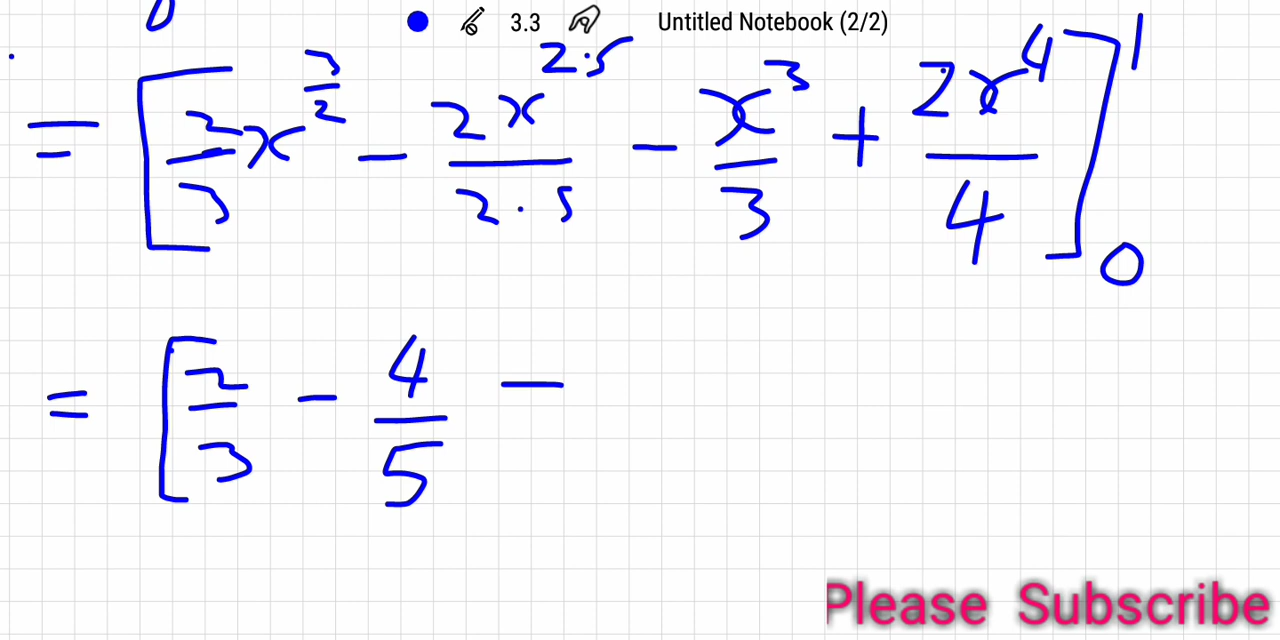 3.3 Untitled Notebook (2/2)
= [ 2/3 x^(3/2) - 2x^(2.5)/2.5 - x^3/3 + 2x^4/4 ]_0^1
= [ 2/3 - 4/5 -
Please Subscribe